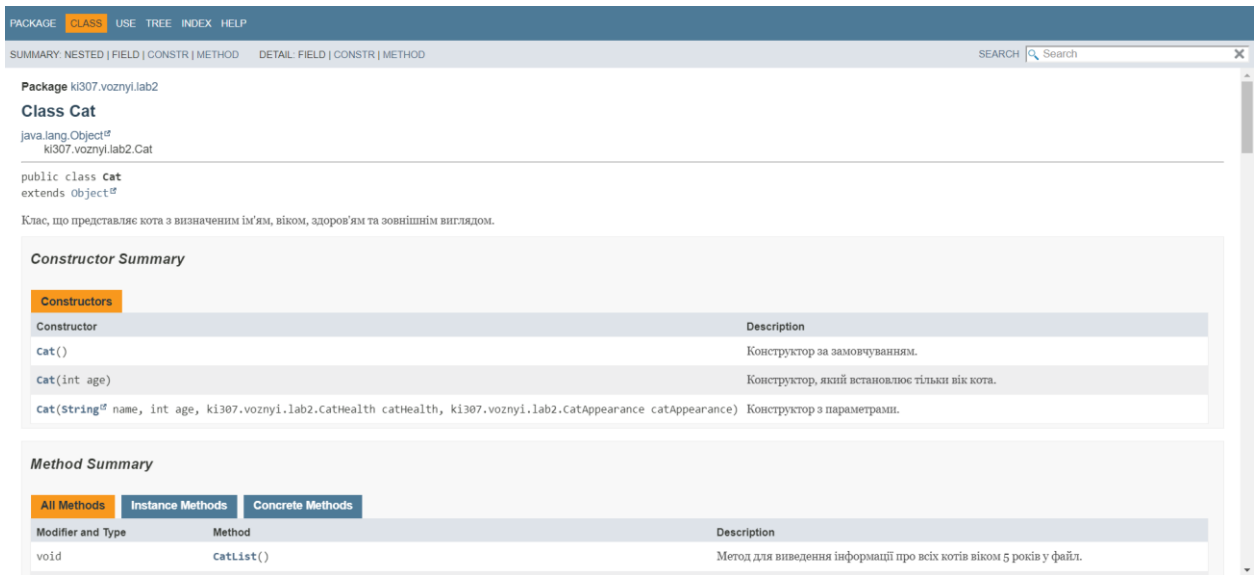 PACKAGE CLASS USE TREE INDEX HELP
SUMMARY: NESTED | FIELD | CONSTR | METHOD DETAIL: FIELD | CONSTR | METHOD SEARCH Search
Package ki307.voznyi.lab2
Class Cat
java.lang.Object
ki307.voznyi.lab2.Cat
public class Cat
extends Object
Клас, що представляє кота з визначеним ім'ям, віком, здоров'ям та зовнішнім виглядом.
Constructor Summary
Constructors
Constructor Description
Cat() Конструктор за замовчуванням.
Cat(int age) Конструктор, який встановлює тільки вік кота.
Cat(String name, int age, ki307.voznyi.lab2.CatHealth catHealth, ki307.voznyi.lab2.CatAppearance catAppearance) Конструктор з параметрами.
Method Summary
All Methods Instance Methods Concrete Methods
Modifier and Type Method Description
void CatList() Метод для виведення інформації про всіх котів віком 5 років у файл.